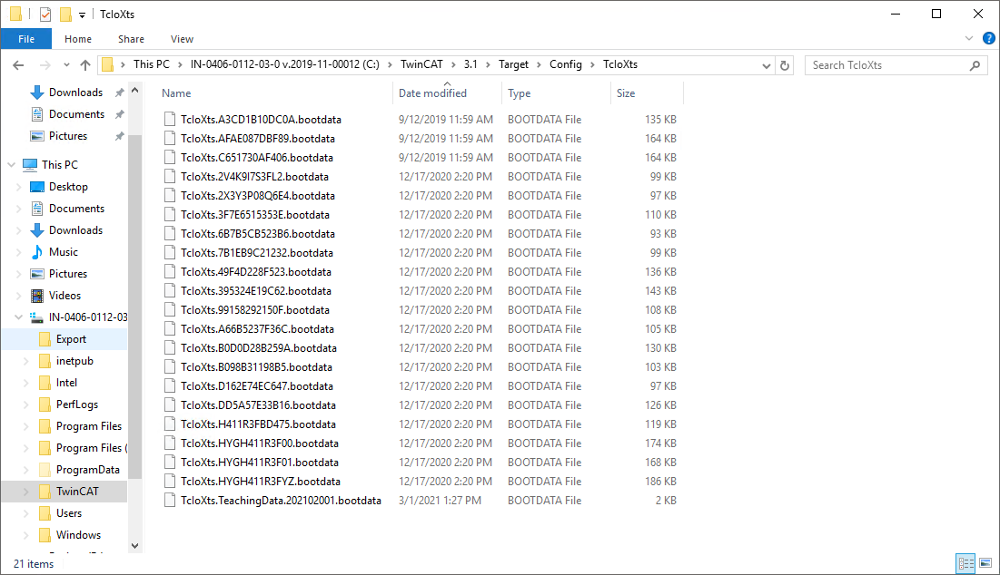 TcIoXts
File Home Share View
This PC IN-0406-0112-03-0 v.2019-11-00012 (C:) TwinCAT 3.1 Target Config TcIoXts
Search TcIoXts
Downloads
Documents
Pictures
This PC
Desktop
Documents
Downloads
Music
Pictures
Videos
IN-0406-0112-03
Export
inetpub
Intel
PerfLogs
Program Files
Program Files (
ProgramData
TwinCAT
Users
Windows
Name Date modified Type Size
TcIoXts.A3CD1B10DC0A.bootdata 9/12/2019 11:59 AM BOOTDATA File 135 KB
TcIoXts.AFAE087DBF89.bootdata 9/12/2019 11:59 AM BOOTDATA File 164 KB
TcIoXts.C651730AF406.bootdata 9/12/2019 11:59 AM BOOTDATA File 164 KB
TcIoXts.2V4K9I7S3FL2.bootdata 12/17/2020 2:20 PM BOOTDATA File 99 KB
TcIoXts.2X3Y3P08Q6E4.bootdata 12/17/2020 2:20 PM BOOTDATA File 97 KB
TcIoXts.3F7E6515353E.bootdata 12/17/2020 2:20 PM BOOTDATA File 110 KB
TcIoXts.6B7B5CB523B6.bootdata 12/17/2020 2:20 PM BOOTDATA File 93 KB
TcIoXts.7B1EB9C21232.bootdata 12/17/2020 2:20 PM BOOTDATA File 99 KB
TcIoXts.49F4D228F523.bootdata 12/17/2020 2:20 PM BOOTDATA File 136 KB
TcIoXts.395324E19C62.bootdata 12/17/2020 2:20 PM BOOTDATA File 143 KB
TcIoXts.99158292150F.bootdata 12/17/2020 2:20 PM BOOTDATA File 108 KB
TcIoXts.A66B5237F36C.bootdata 12/17/2020 2:20 PM BOOTDATA File 105 KB
TcIoXts.B0D0D28B259A.bootdata 12/17/2020 2:20 PM BOOTDATA File 130 KB
TcIoXts.B098B31198B5.bootdata 12/17/2020 2:20 PM BOOTDATA File 103 KB
TcIoXts.D162E74EC647.bootdata 12/17/2020 2:20 PM BOOTDATA File 97 KB
TcIoXts.DD5A57E33B16.bootdata 12/17/2020 2:20 PM BOOTDATA File 126 KB
TcIoXts.H411R3FBD475.bootdata 12/17/2020 2:20 PM BOOTDATA File 119 KB
TcIoXts.HYGH411R3F00.bootdata 12/17/2020 2:20 PM BOOTDATA File 174 KB
TcIoXts.HYGH411R3F01.bootdata 12/17/2020 2:20 PM BOOTDATA File 168 KB
TcIoXts.HYGH411R3FYZ.bootdata 12/17/2020 2:20 PM BOOTDATA File 186 KB
TcIoXts.TeachingData.202102001.bootdata 3/1/2021 1:27 PM BOOTDATA File 2 KB
21 items